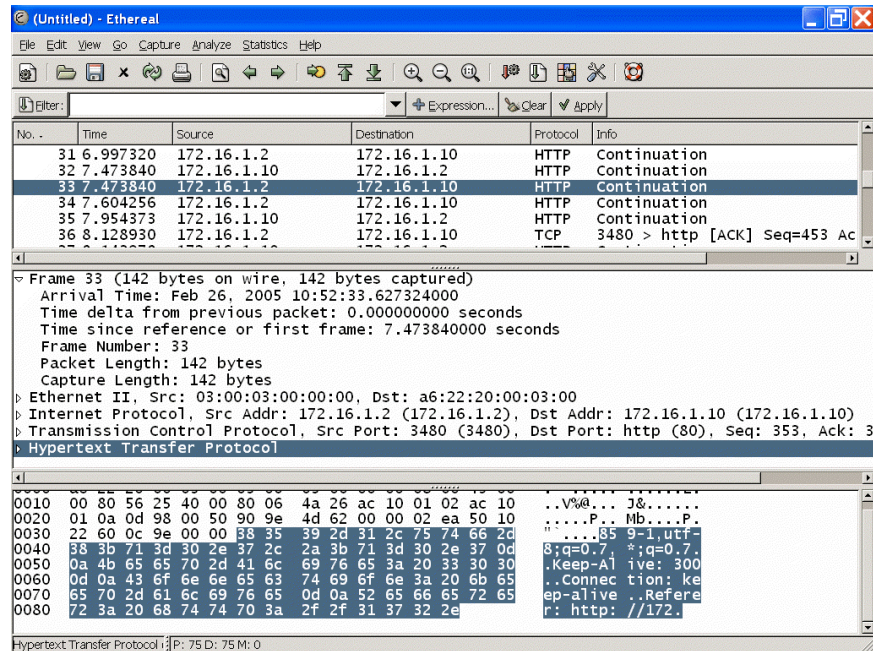 (Untitled) - Ethereal
File Edit View Go Capture Analyze Statistics Help
Filter: Expression... Clear Apply
No. . Time Source Destination Protocol Info
31 6.997320 172.16.1.2 172.16.1.10 HTTP Continuation
32 7.473840 172.16.1.10 172.16.1.2 HTTP Continuation
33 7.473840 172.16.1.2 172.16.1.10 HTTP Continuation
34 7.604256 172.16.1.2 172.16.1.10 HTTP Continuation
35 7.954373 172.16.1.10 172.16.1.2 HTTP Continuation
36 8.128930 172.16.1.2 172.16.1.10 TCP 3480 > http [ACK] Seq=453 Ac
Frame 33 (142 bytes on wire, 142 bytes captured)
Arrival Time: Feb 26, 2005 10:52:33.627324000
Time delta from previous packet: 0.000000000 seconds
Time since reference or first frame: 7.473840000 seconds
Frame Number: 33
Packet Length: 142 bytes
Capture Length: 142 bytes
Ethernet II, Src: 03:00:03:00:00:00, Dst: a6:22:20:00:03:00
Internet Protocol, Src Addr: 172.16.1.2 (172.16.1.2), Dst Addr: 172.16.1.10 (172.16.1.10)
Transmission Control Protocol, Src Port: 3480 (3480), Dst Port: http (80), Seq: 353, Ack: 3
Hypertext Transfer Protocol
0010 00 80 56 25 40 00 80 06 4a 26 ac 10 01 02 ac 10 ..V%@... J&......
0020 01 0a 0d 98 00 50 90 9e 4d 62 00 00 02 ea 50 10 .....P.. Mb....P.
0030 22 60 0c 9e 00 00 38 35 39 2d 31 2c 75 74 66 2d "`....85 9-1,utf-
0040 38 3b 71 3d 30 2e 37 2c 2a 3b 71 3d 30 2e 37 0d 8;q=0.7, *;q=0.7.
0050 0a 4b 65 65 70 2d 41 6c 69 76 65 3a 20 33 30 30 .Keep-Al ive: 300
0060 0d 0a 43 6f 6e 6e 65 63 74 69 6f 6e 3a 20 6b 65 ..Connec tion: ke
0070 65 70 2d 61 6c 69 76 65 0d 0a 52 65 66 65 72 65 ep-alive ..Refere
0080 72 3a 20 68 74 74 70 3a 2f 2f 31 37 32 2e r: http: //172.
Hypertext Transfer Protocol P: 75 D: 75 M: 0